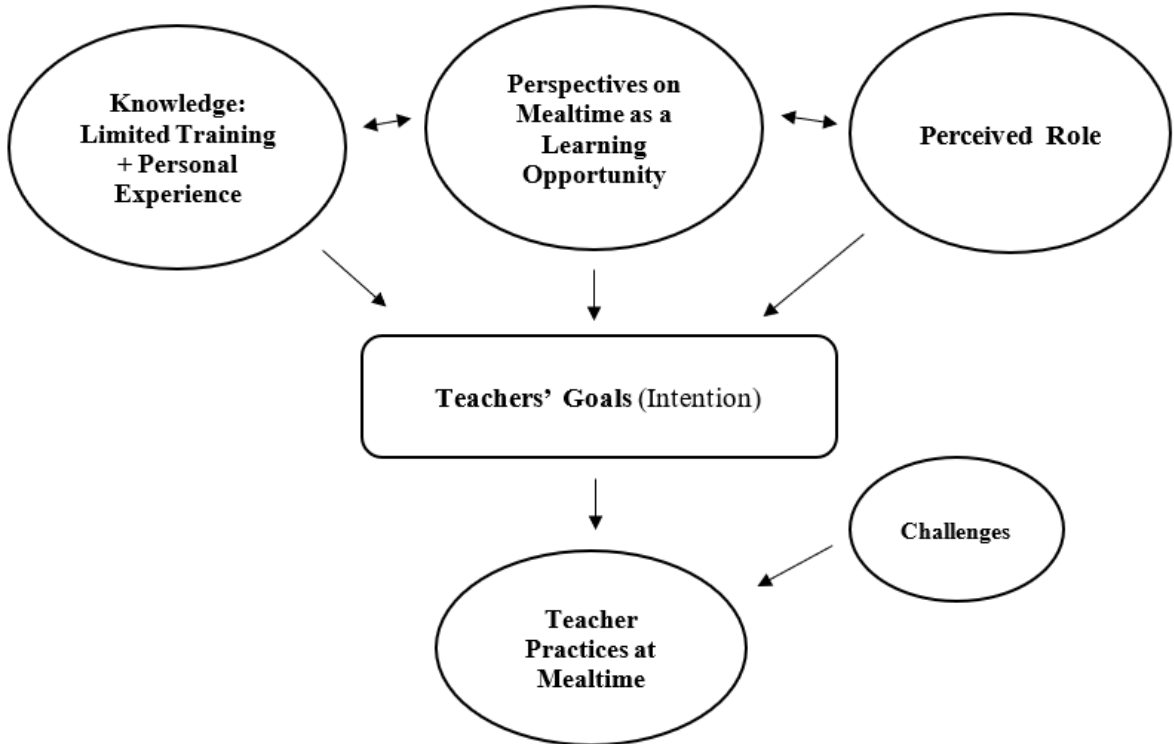 Knowledge:
Limited Training
+ Personal
Experience
Perspectives on
Mealtime as a
Learning
Opportunity
Perceived Role
Teachers’ Goals (Intention)
Challenges
Teacher
Practices at
Mealtime